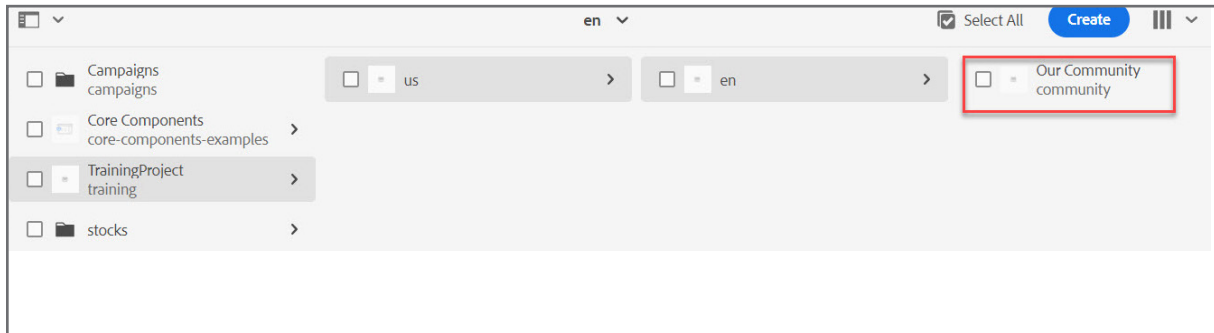 en
Select All
Create
Campaigns
campaigns
Core Components
core-components-examples
TrainingProject
training
stocks
us
en
Our Community
community